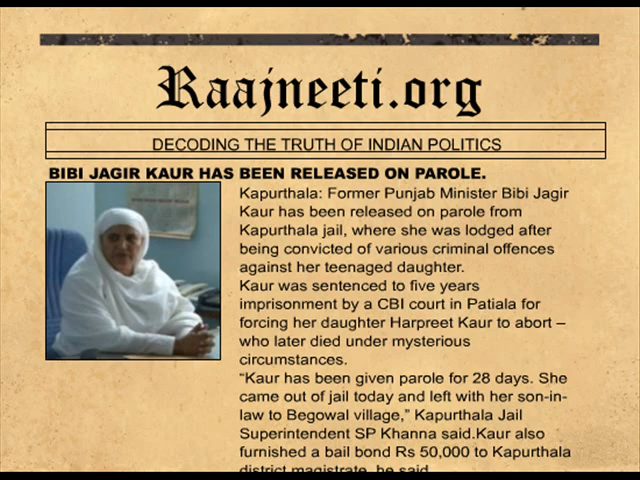 Raajneeti.org
DECODING THE TRUTH OF INDIAN POLITICS
BIBI JAGIR KAUR HAS BEEN RELEASED ON PAROLE.
Kapurthala: Former Punjab Minister Bibi Jagir
Kaur has been released on parole from
Kapurthala jail, where she was lodged after
being convicted of various criminal offences
against her teenaged daughter.
Kaur was sentenced to five years
imprisonment by a CBI court in Patiala for
forcing her daughter Harpreet Kaur to abort –
who later died under mysterious
circumstances.
“Kaur has been given parole for 28 days. She
came out of jail today and left with her son-in-
law to Begowal village,” Kapurthala Jail
Superintendent SP Khanna said.Kaur also
furnished a bail bond Rs 50,000 to Kapurthala
district magistrate, he said